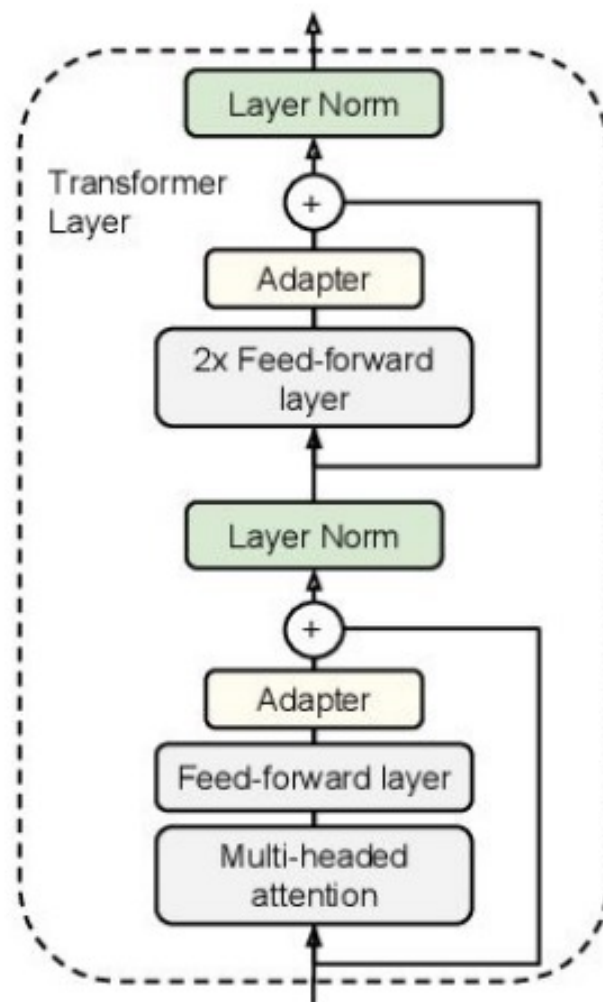 Layer Norm
Transformer
Layer
+
Adapter
2x Feed-forward
layer
Layer Norm
+
Adapter
Feed-forward layer
Multi-headed
attention